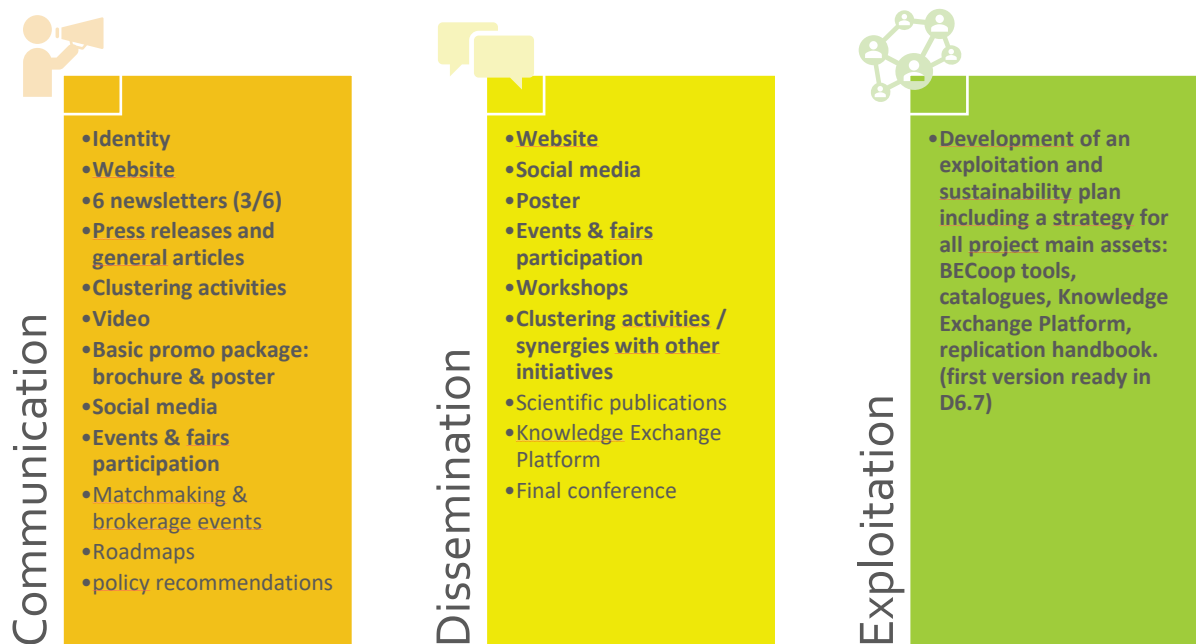 Communication
•Identity
•Website
•6 newsletters (3/6)
•Press releases and
general articles
•Clustering activities
•Video
•Basic promo package:
brochure & poster
•Social media
•Events & fairs
participation
•Matchmaking &
brokerage events
•Roadmaps
•policy recommendations
Dissemination
•Website
•Social media
•Poster
•Events & fairs
participation
•Workshops
•Clustering activities /
synergies with other
initiatives
•Scientific publications
•Knowledge Exchange
Platform
•Final conference
Exploitation
•Development of an
exploitation and
sustainability plan
including a strategy for
all project main assets:
BECoop tools,
catalogues, Knowledge
Exchange Platform,
replication handbook.
(first version ready in
D6.7)